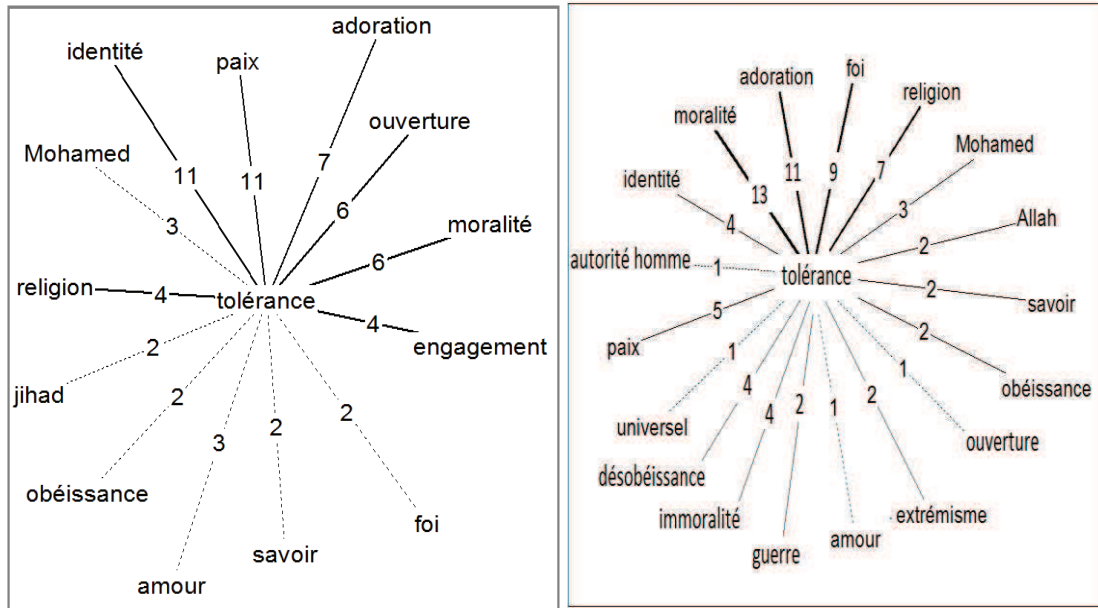 adoration
identité
paix
ouverture
Mohamed
7
11
11
6
3
moralité
6
religion
4
tolérance
4
engagement
2
jihad
2
2
3
2
obéissance
foi
savoir
amour
foi
adoration
religion
moralité
Mohamed
identité
11
9
7
13
3
4
Allah
2
autorité homme
1
tolérance
2
savoir
5
2
paix
1
1
obéissance
4
2
universel
4
2
1
ouverture
désobéissance
immoralité
extrémisme
amour
guerre